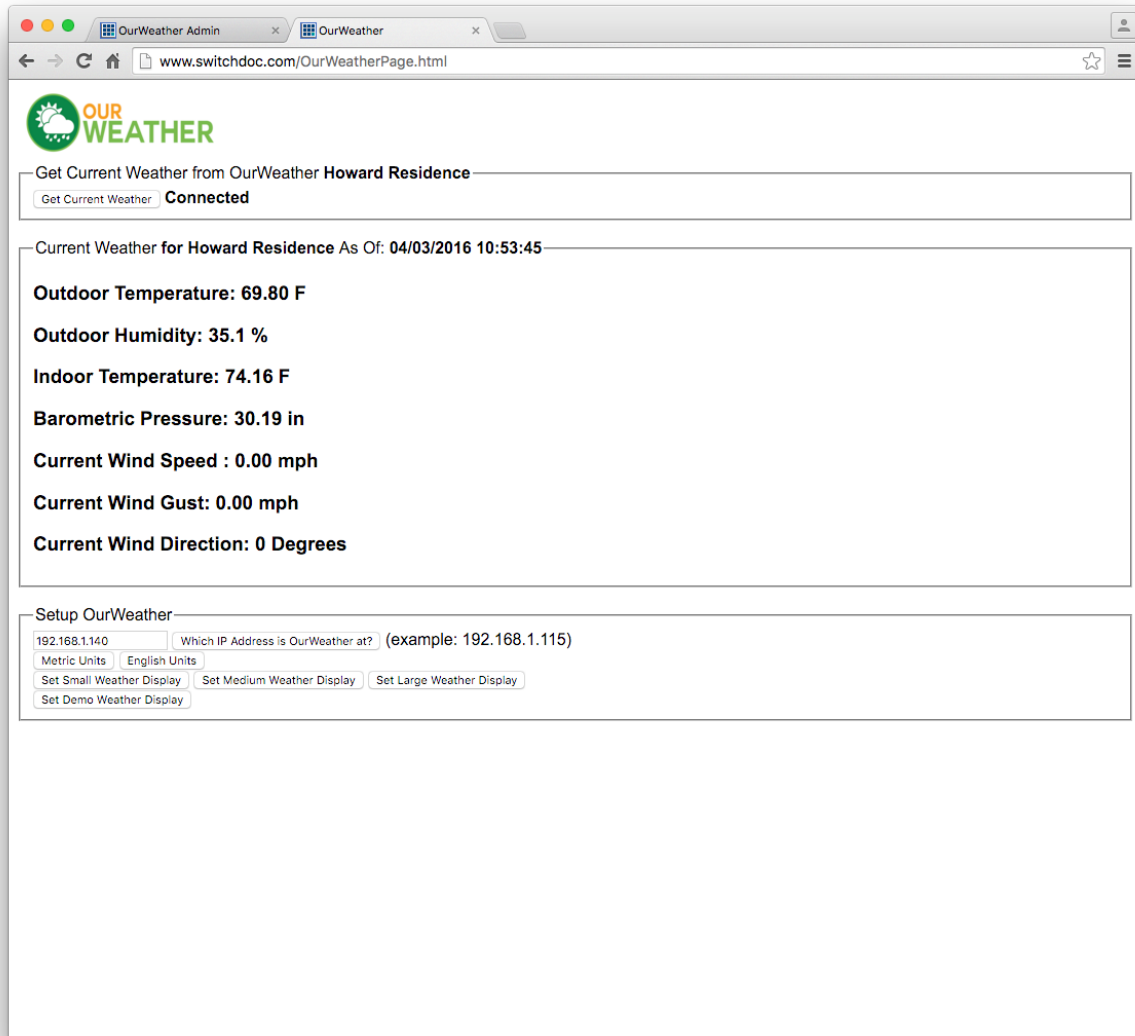 OurWeather Admin
OurWeather
www.switchdoc.com/OurWeatherPage.html
OUR
WEATHER
Get Current Weather from OurWeather Howard Residence
Get Current Weather Connected
Current Weather for Howard Residence As Of: 04/03/2016 10:53:45
Outdoor Temperature: 69.80 F
Outdoor Humidity: 35.1 %
Indoor Temperature: 74.16 F
Barometric Pressure: 30.19 in
Current Wind Speed : 0.00 mph
Current Wind Gust: 0.00 mph
Current Wind Direction: 0 Degrees
Setup OurWeather
192.168.1.140 Which IP Address is OurWeather at? (example: 192.168.1.115)
Metric Units English Units
Set Small Weather Display Set Medium Weather Display Set Large Weather Display
Set Demo Weather Display